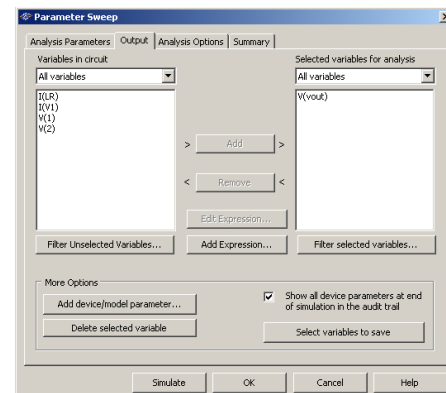 Parameter Sweep
Analysis Parameters Output Analysis Options Summary
Variables in circuit
All variables
I(LR)
I(V1)
V(1)
V(2)
> Add >
< Remove <
Edit Expression...
Filter Unselected Variables...
Add Expression...
Selected variables for analysis
All variables
V(vout)
Filter selected variables...
More Options
Add device/model parameter...
Delete selected variable
Show all device parameters at end
of simulation in the audit trail
Select variables to save
Simulate OK Cancel Help